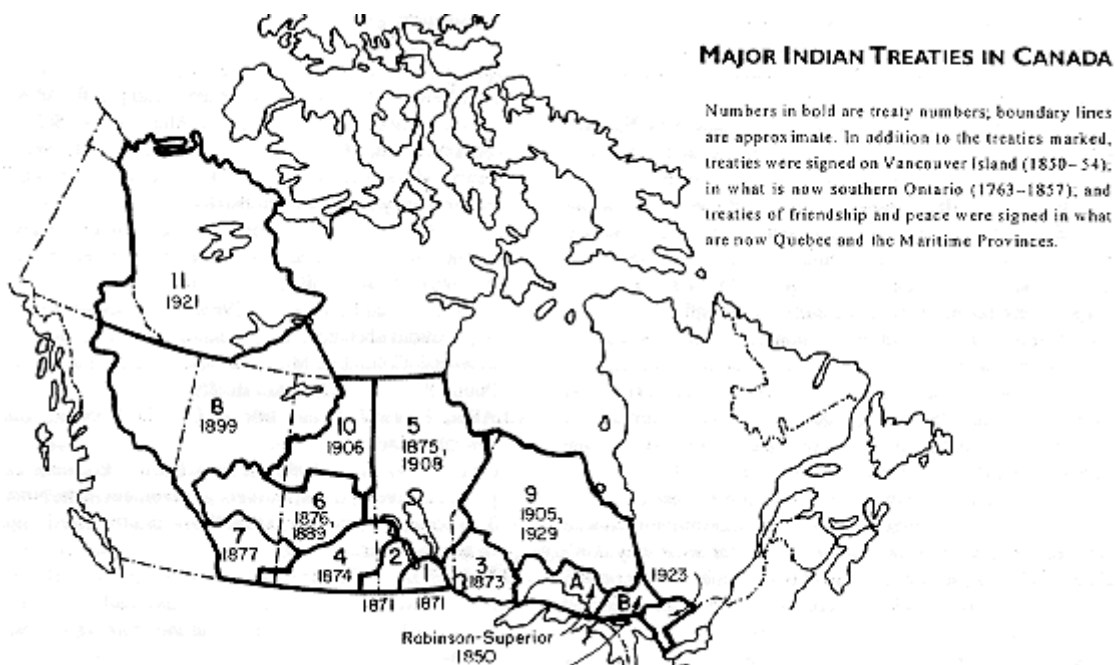 MAJOR INDIAN TREATIES IN CANADA
Numbers in bold are treaty numbers; boundary lines
are approximate. In addition to the treaties marked,
treaties were signed on Vancouver Island (1850–54);
in what is now southern Ontario (1763–1857); and
treaties of friendship and peace were signed in what
are now Quebec and the Maritime Provinces.
11
1921
8
1899
10
1906
5
1875,
1908
9
1905,
1929
6
1876,
1889
7
1877
4
1874
2
1
3
1873
A
B
1923
1871
1871
Robinson-Superior
1850